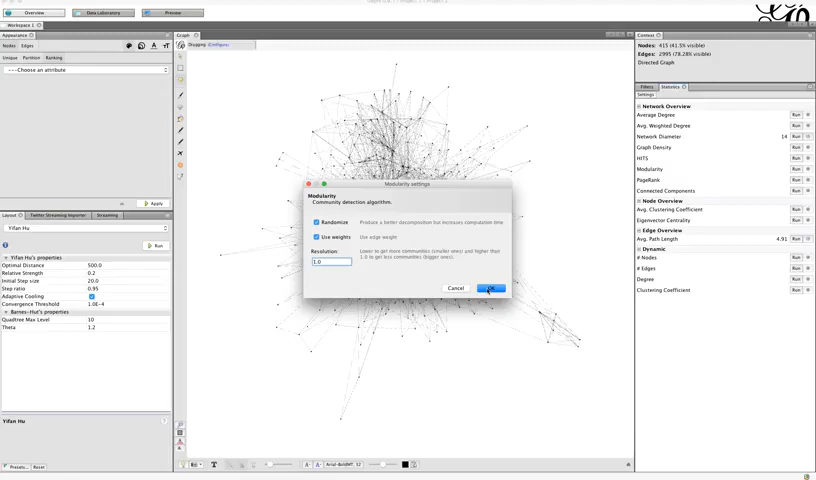 Overview
Data Laboratory
Preview
Workspace 1
Appearance
Nodes Edges
Unique Partition Ranking
---Choose an attribute
Apply
Layout Twitter Streaming Importer Streaming
Yifan Hu
Run
Yifan Hu's properties
Optimal Distance 500.0
Relative Strength 0.2
Initial Step size 20.0
Step ratio 0.95
Adaptive Cooling
Convergence Threshold 1.0E-4
Barnes-Hut's properties
Quadtree Max Level 10
Theta 1.2
Yifan Hu
Presets... Reset
Graph
Dragging (Configure)
Modularity settings
Modularity
Community detection algorithm.
Randomize Produce a better decomposition but increases computation time
Use weights Use edge weight
Resolution: Lower to get more communities (smaller ones) and higher than
1.0 to get less communities (bigger ones).
1.0
Cancel OK
Arial-BoldMT, 32
Context
Nodes: 415 (41.5% visible)
Edges: 2995 (78.28% visible)
Directed Graph
Filters Statistics
Settings
Network Overview
Average Degree Run
Avg. Weighted Degree Run
Network Diameter 14 Run
Graph Density Run
HITS Run
Modularity Run
PageRank Run
Connected Components Run
Node Overview
Avg. Clustering Coefficient Run
Eigenvector Centrality Run
Edge Overview
Avg. Path Length 4.91 Run
Dynamic
# Nodes Run
# Edges Run
Degree Run
Clustering Coefficient Run